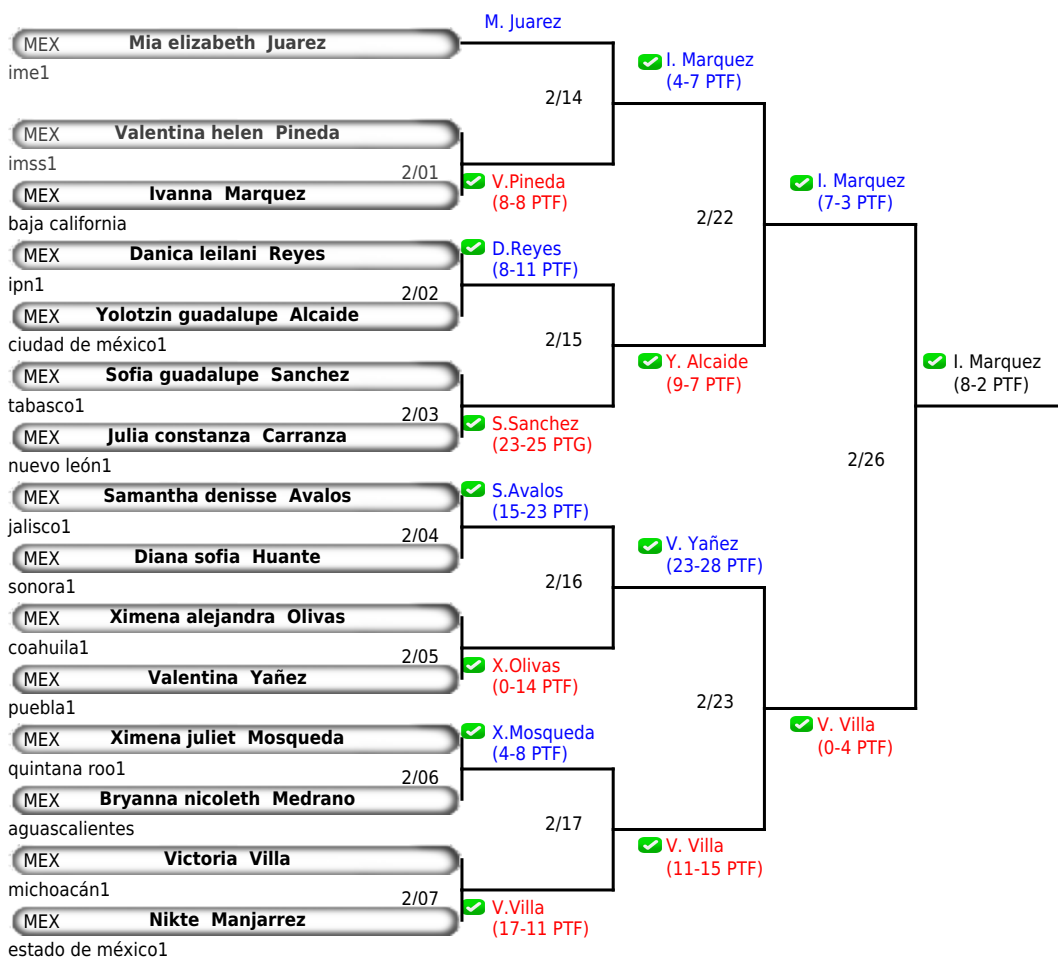 M. Juarez
MEX Mia elizabeth Juarez
ime1
I. Marquez
(4-7 PTF)
2/14
MEX Valentina helen Pineda
imss1
2/01
V.Pineda
(8-8 PTF)
MEX Ivanna Marquez
baja california
I. Marquez
(7-3 PTF)
2/22
MEX Danica leilani Reyes
ipn1
D.Reyes
(8-11 PTF)
2/02
MEX Yolotzin guadalupe Alcaide
ciudad de méxico1
2/15
Y. Alcaide
(9-7 PTF)
I. Marquez
(8-2 PTF)
MEX Sofia guadalupe Sanchez
tabasco1
2/03
S.Sanchez
(23-25 PTG)
MEX Julia constanza Carranza
nuevo león1
2/26
MEX Samantha denisse Avalos
jalisco1
S.Avalos
(15-23 PTF)
2/04
MEX Diana sofia Huante
sonora1
V. Yañez
(23-28 PTF)
2/16
MEX Ximena alejandra Olivas
coahuila1
2/05
X.Olivas
(0-14 PTF)
MEX Valentina Yañez
puebla1
2/23
V. Villa
(0-4 PTF)
MEX Ximena juliet Mosqueda
quintana roo1
X.Mosqueda
(4-8 PTF)
2/06
MEX Bryanna nicoleth Medrano
aguascalientes
2/17
V. Villa
(11-15 PTF)
MEX Victoria Villa
michoacán1
2/07
V.Villa
(17-11 PTF)
MEX Nikte Manjarrez
estado de méxico1